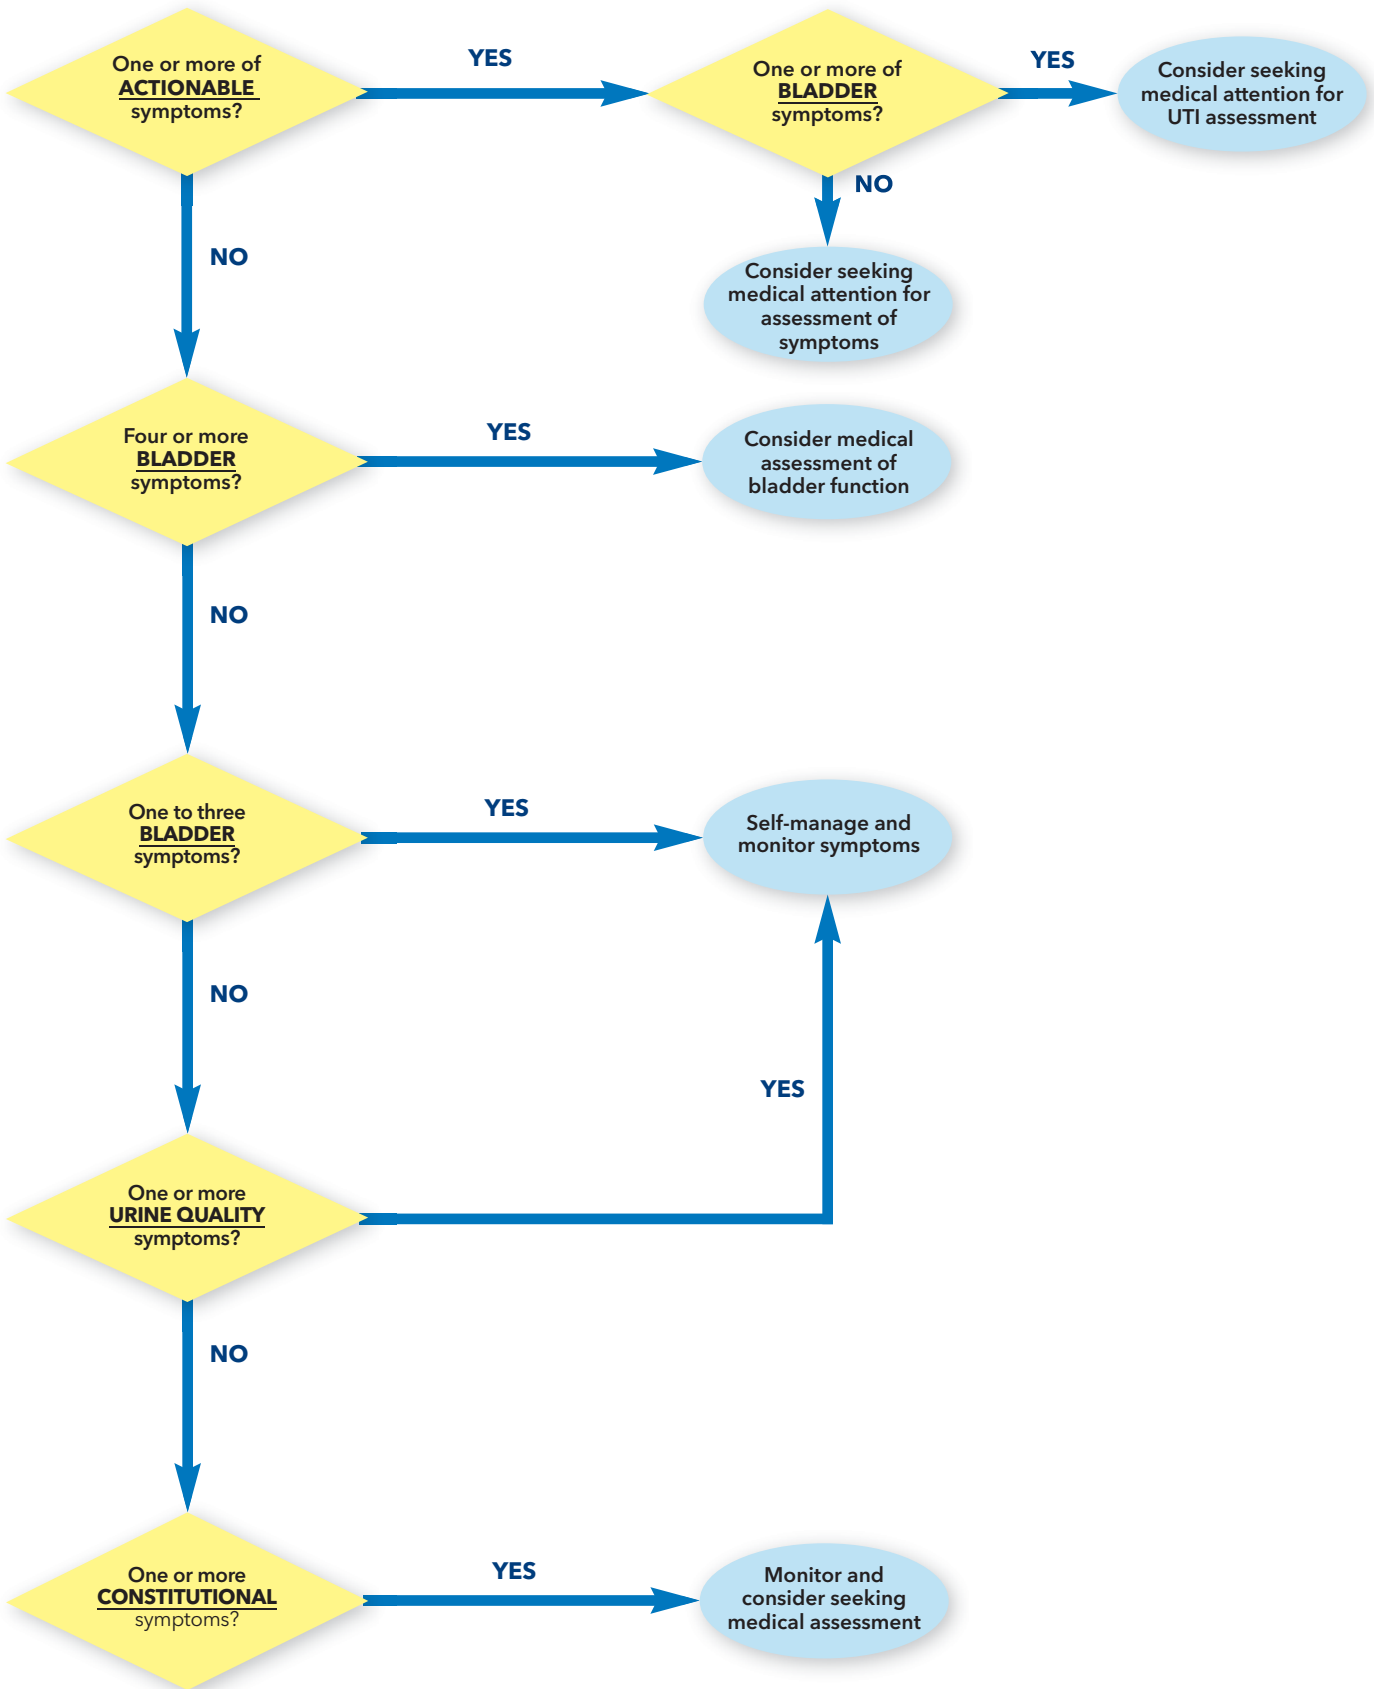 One or more of
ACTIONABLE
symptoms?
YES
One or more of
BLADDER
symptoms?
YES
Consider seeking
medical attention for
UTI assessment
NO
Consider seeking
medical attention for
assessment of
symptoms
NO
Four or more
BLADDER
symptoms?
YES
Consider medical
assessment of
bladder function
NO
One to three
BLADDER
symptoms?
YES
Self-manage and
monitor symptoms
NO
YES
One or more
URINE QUALITY
symptoms?
NO
One or more
CONSTITUTIONAL
symptoms?
YES
Monitor and
consider seeking
medical assessment